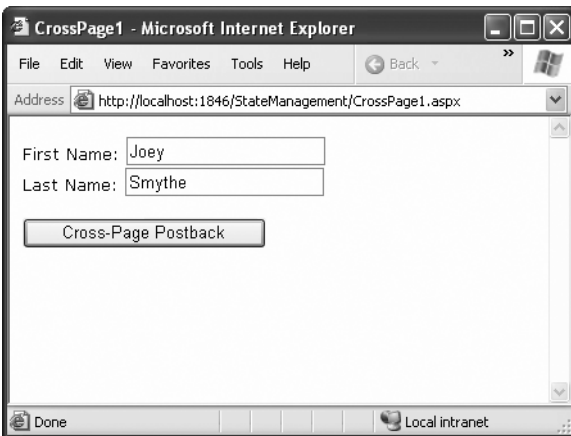 CrossPage1 - Microsoft Internet Explorer
File Edit View Favorites Tools Help Back »
Address http://localhost:1846/StateManagement/CrossPage1.aspx
First Name: Joey
Last Name: Smythe
Cross-Page Postback
Done Local intranet